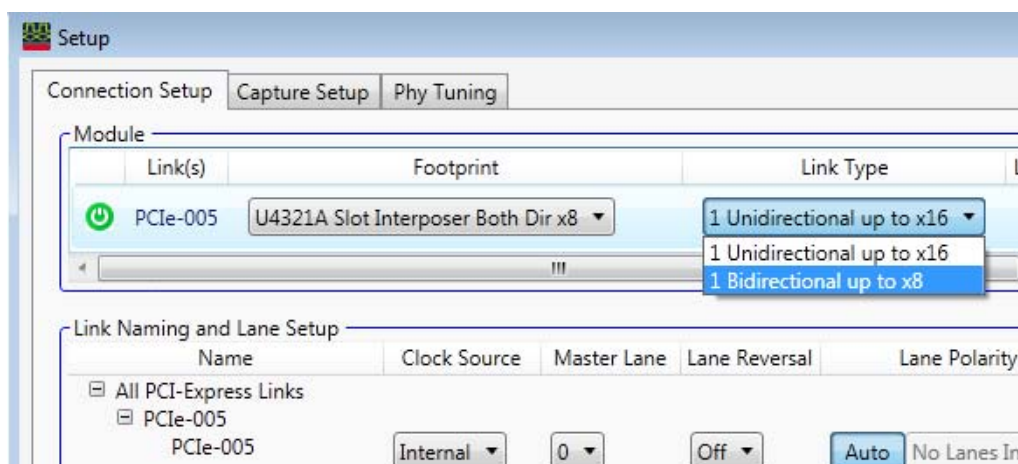 Setup
Connection Setup Capture Setup Phy Tuning
Module
Link(s) Footprint Link Type
PCIe-005 U4321A Slot Interposer Both Dir x8 1 Unidirectional up to x16
1 Unidirectional up to x16
1 Bidirectional up to x8
Link Naming and Lane Setup
Name Clock Source Master Lane Lane Reversal Lane Polarity
All PCI-Express Links
PCIe-005
PCIe-005 Internal 0 Off Auto No Lanes